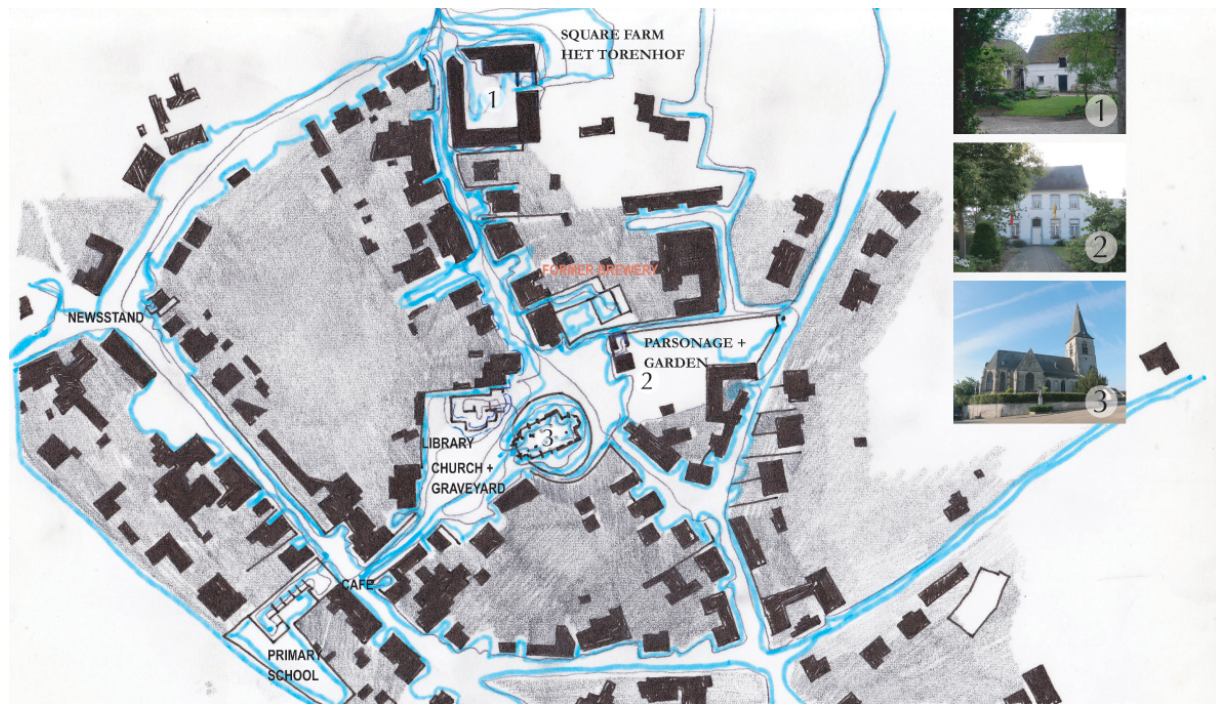 SQUARE FARM
HET TORENHOF
1
1
2
FORMER BREWERY
NEWSSTAND
PARSONAGE +
GARDEN
2
3
LIBRARY
3
CHURCH +
GRAVEYARD
CAFE
PRIMARY
SCHOOL